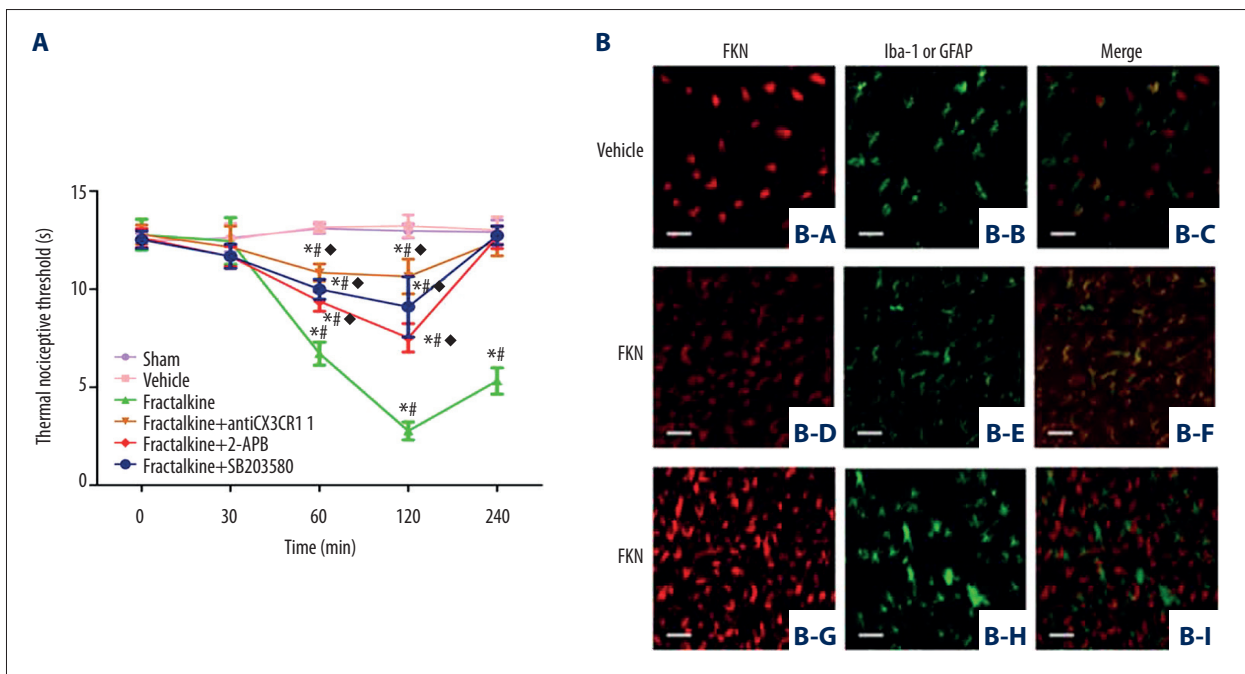 A
Thermal nociceptive threshold (s)
15
10
5
0
*# ◆
*# ◆
*# ◆
*# ◆
*# ◆
*#
*# ◆
*#
*#
Sham
Vehicle
Fractalkine
Fractalkine+antiCX3CR1 1
Fractalkine+2-APB
Fractalkine+SB203580
0 30 60 120 240
Time (min)
B
FKN Iba-1 or GFAP Merge
Vehicle
B-A B-B B-C
FKN
B-D B-E B-F
FKN
B-G B-H B-I